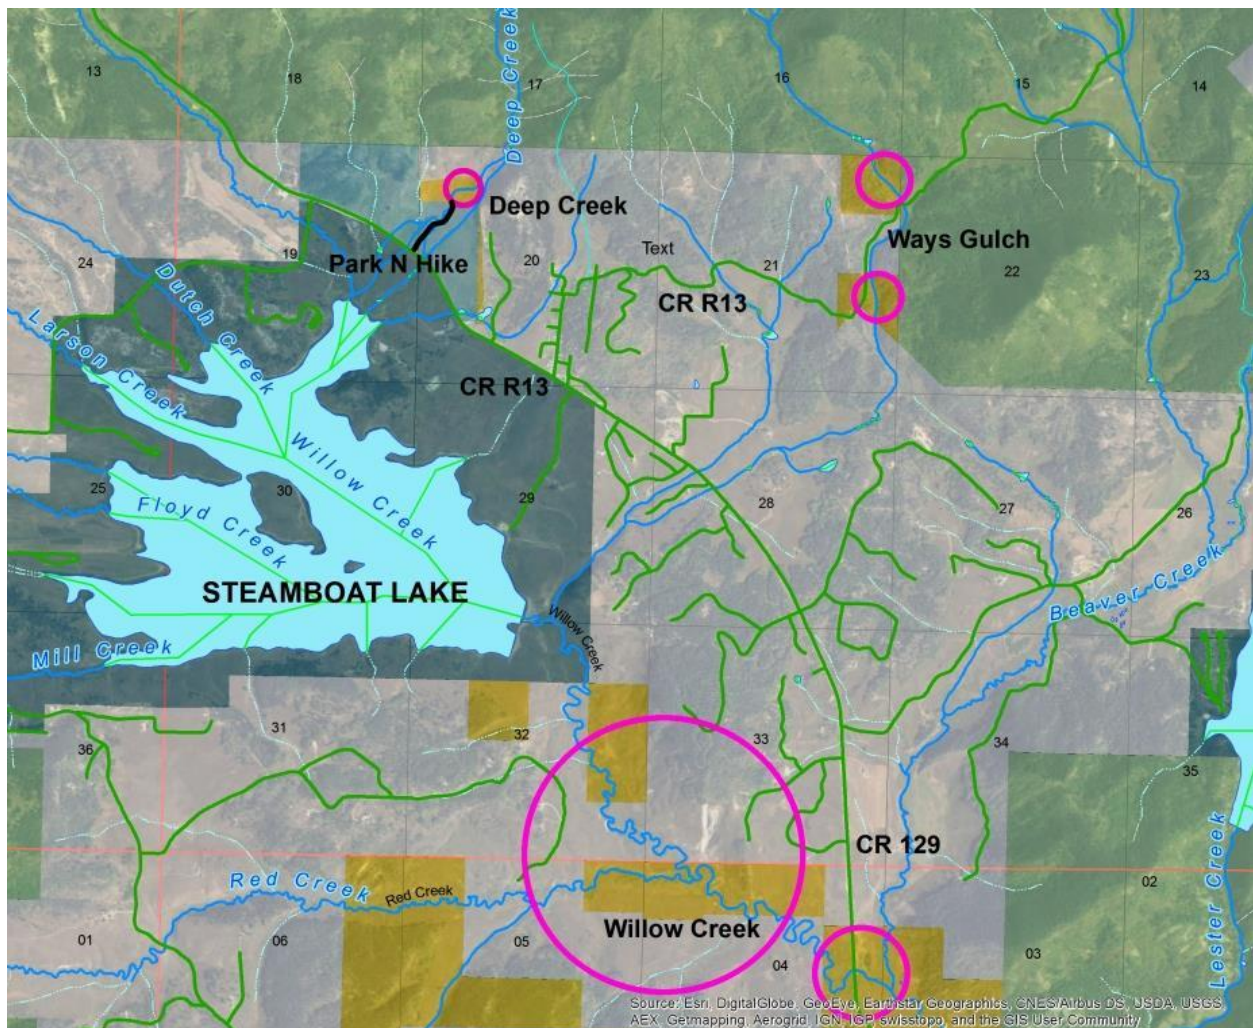 Deep Creek
13
18
17
16
15
14
Deep Creek
19
20
Text
21
Ways Gulch
22
23
24
Park N Hike
Dutch Creek
Larson Creek
CR R13
CR R13
Willow Creek
25
30
29
28
27
26
Floyd Creek
STEAMBOAT LAKE
Beaver Creek
Willow Creek
Mill Creek
31
32
33
34
35
36
CR 129
Red Creek
Red Creek
02
Lester Creek
Willow Creek
01
06
05
04
03
Source: Esri, DigitalGlobe, GeoEye, Earthstar Geographics, CNES/Airbus DS, USDA, USGS,
AEX, Getmapping, Aerogrid, IGN, IGP, swisstopo, and the GIS User Community